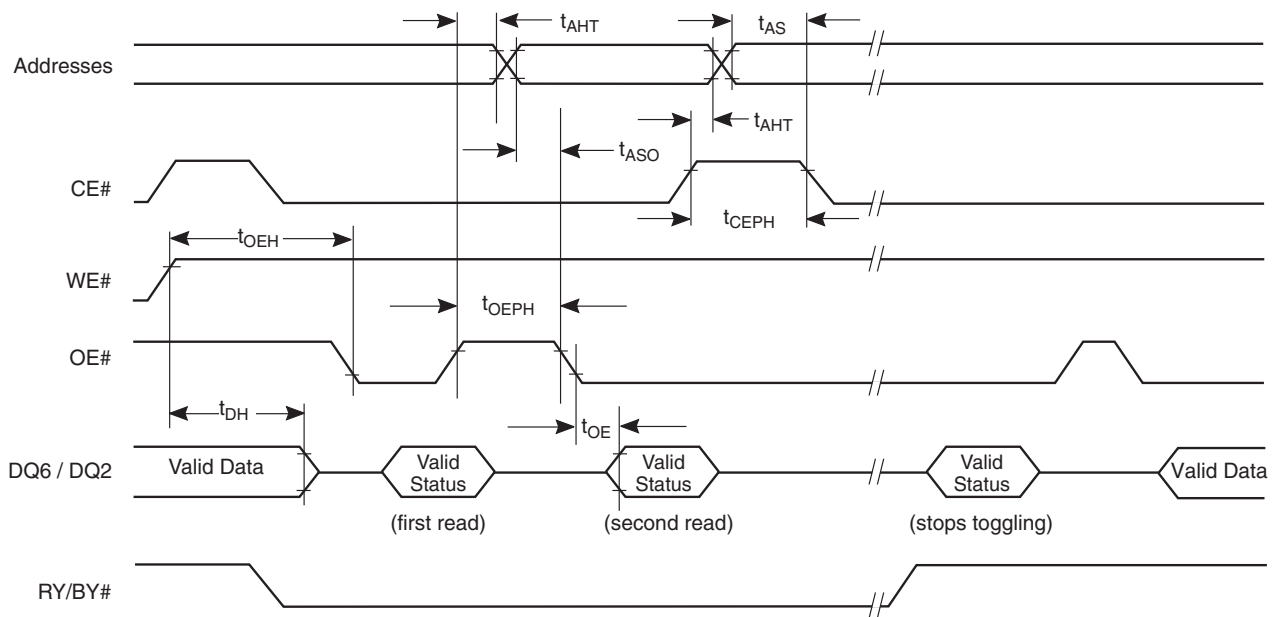 tAHT
tAS
Addresses
tAHT
tASO
CE#
tCEPH
tOEH
WE#
tOEPH
OE#
tDH
tOE
DQ6 / DQ2
Valid Data
Valid
Status
Valid
Status
Valid
Status
Valid Data
(first read)
(second read)
(stops toggling)
RY/BY#